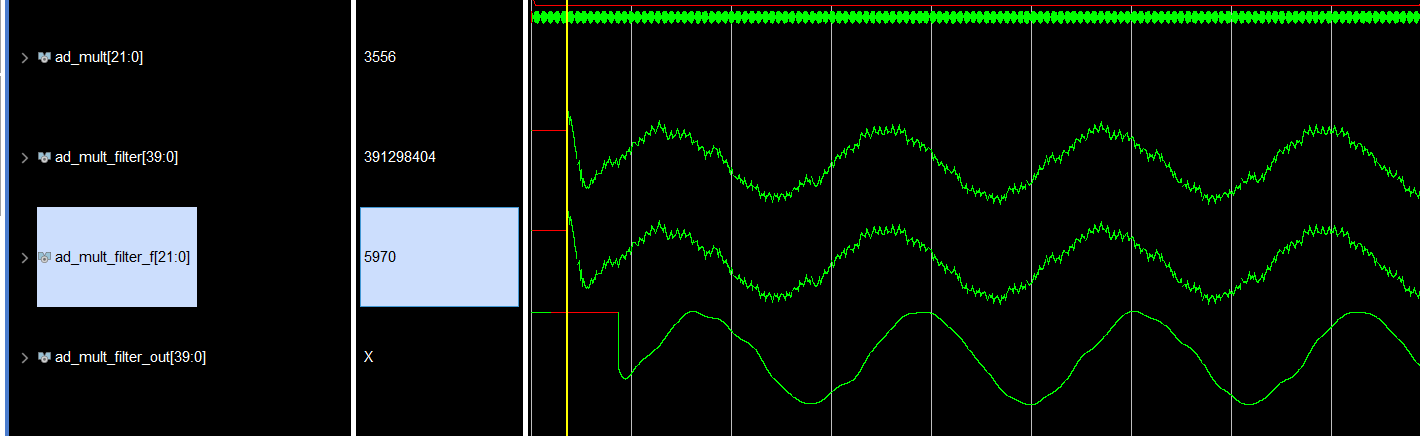 ad_mult[21:0] 3556
ad_mult_filter[39:0] 391298404
ad_mult_filter_f[21:0] 5970
ad_mult_filter_out[39:0] X